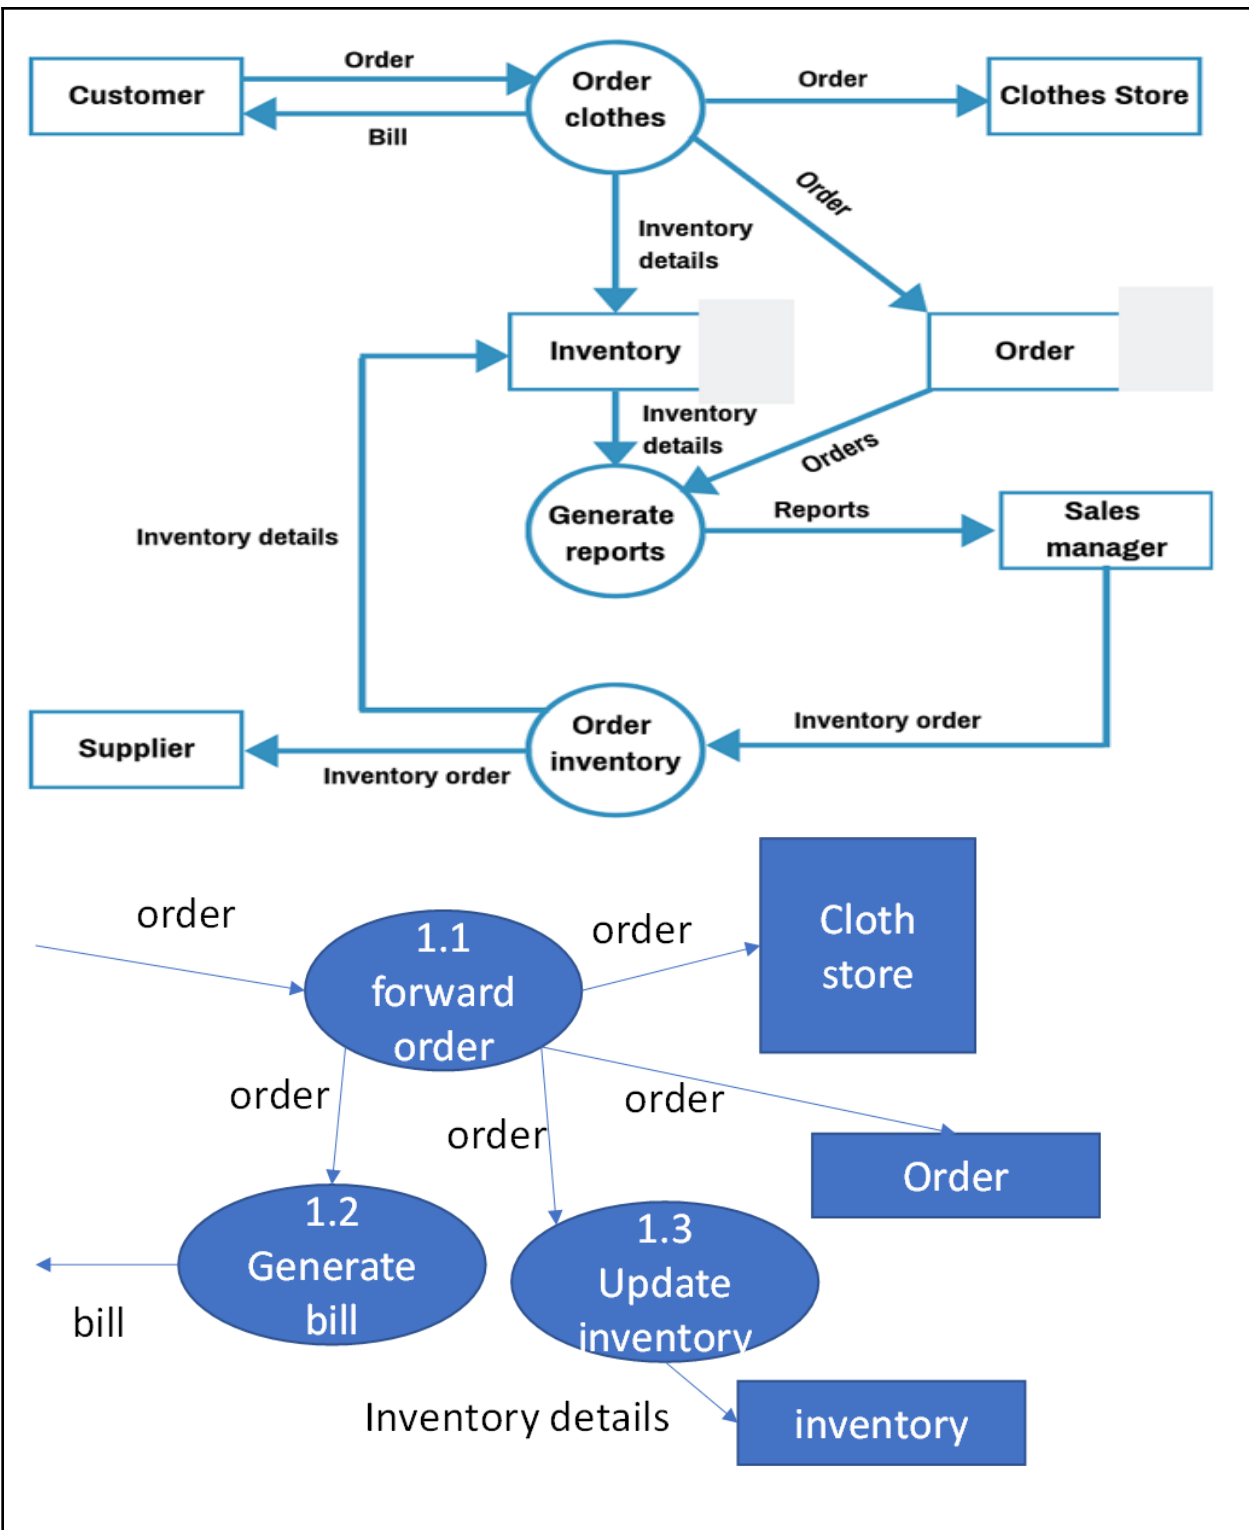 Order
Customer
Bill
Order
clothes
Order
Clothes Store
Order
Inventory
details
Inventory
Order
Inventory
details
Orders
Inventory details
Generate
reports
Reports
Sales
manager
Supplier
Inventory order
Order
inventory
Inventory order
order
1.1
forward
order
order
Cloth
store
order
order
order
Order
1.2
Generate
bill
bill
1.3
Update
inventory
Inventory details
inventory